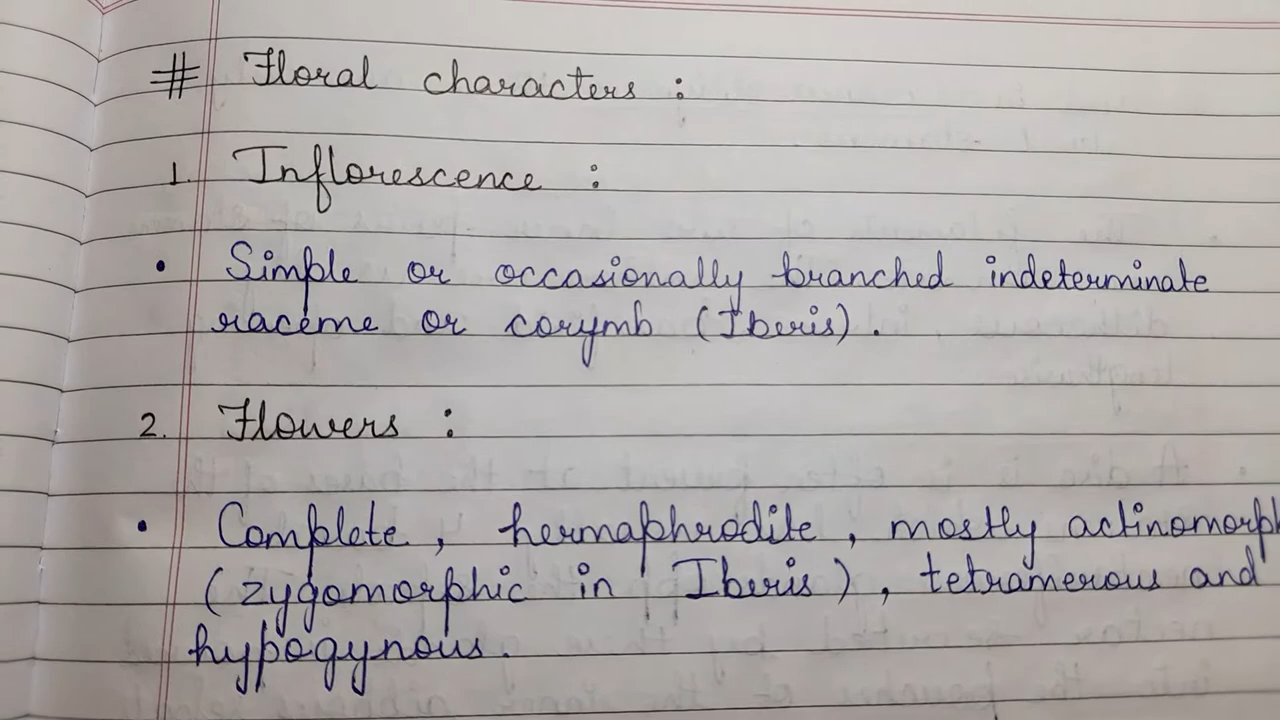 # Floral characters :
1. Inflorescence :
• Simple or occasionally branched indeterminate
raceme or corymb (Iberis).
2. Flowers :
• Complete, hermaphrodite, mostly actinomorph
(zygomorphic in Iberis), tetramerous and
hypogynous.